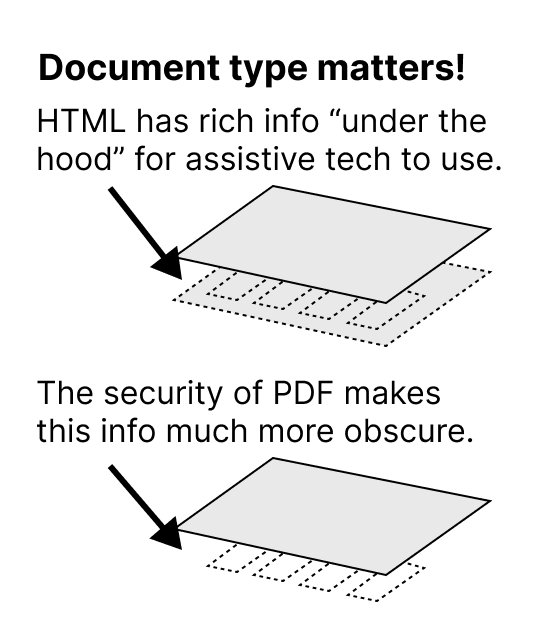 Document type matters!
HTML has rich info “under the
hood” for assistive tech to use.
The security of PDF makes
this info much more obscure.